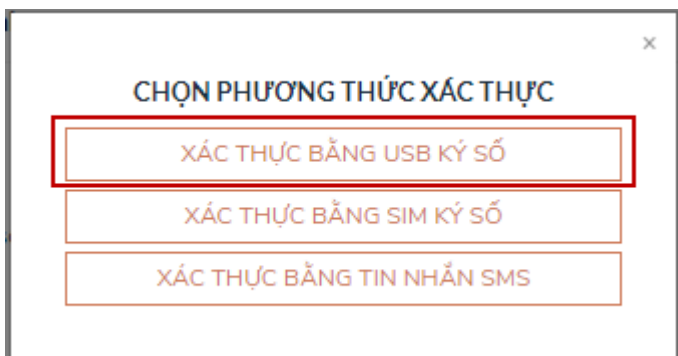 ×
CHỌN PHƯƠNG THỨC XÁC THỰC
XÁC THỰC BẰNG USB KÝ SỐ
XÁC THỰC BẰNG SIM KÝ SỐ
XÁC THỰC BẰNG TIN NHẮN SMS